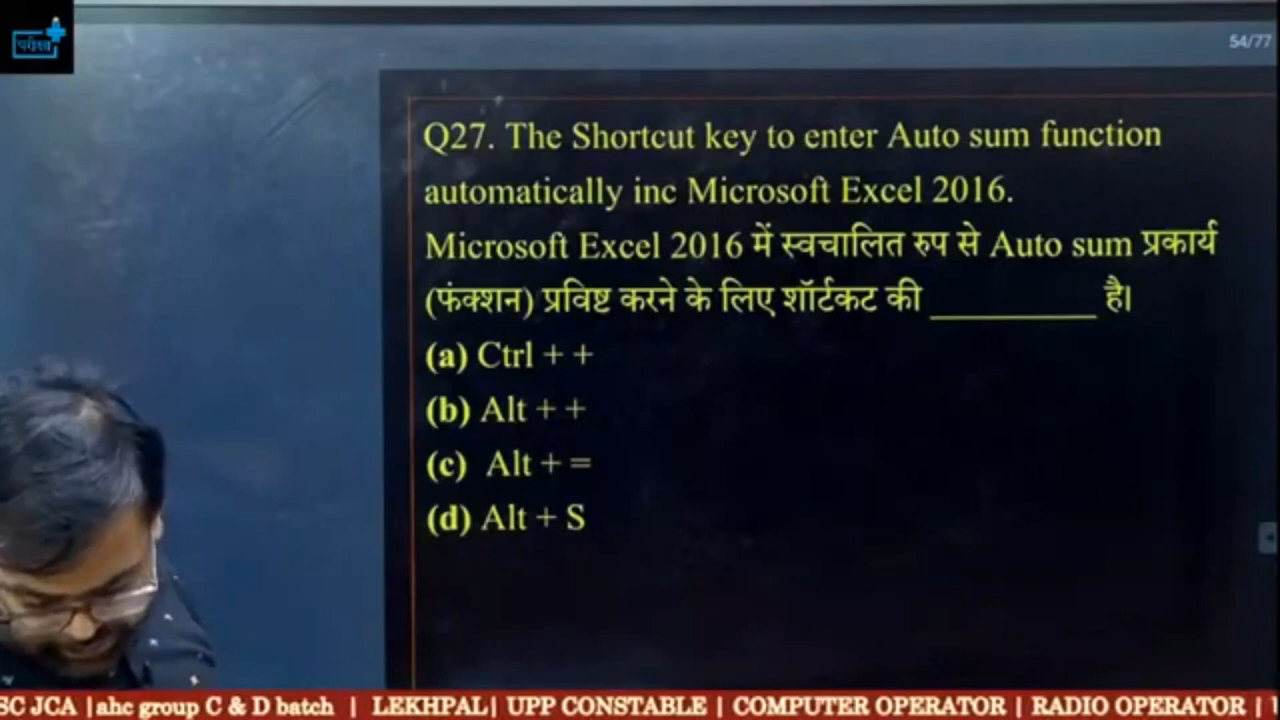 परीक्षा
54/77
Q27. The Shortcut key to enter Auto sum function
automatically inc Microsoft Excel 2016.
Microsoft Excel 2016 में स्वचालित रुप से Auto sum प्रकार्य
(फंक्शन) प्रविष्ट करने के लिए शॉर्टकट की __________ है।
(a) Ctrl + +
(b) Alt + +
(c) Alt + =
(d) Alt + S
SC JCA |ahc group C & D batch | LEKHPAL| UPP CONSTABLE | COMPUTER OPERATOR | RADIO OPERATOR |